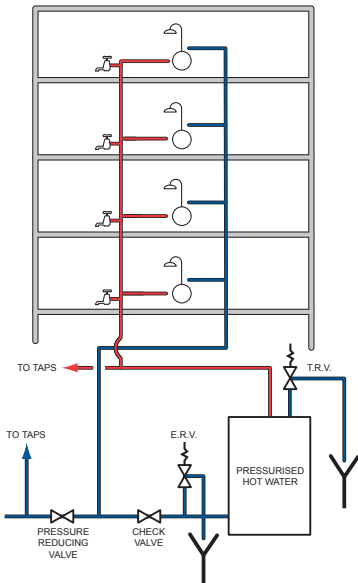 TO TAPS
T.R.V.
TO TAPS
E.R.V.
PRESSURISED
HOT WATER
PRESSURE
REDUCING
VALVE
CHECK
VALVE